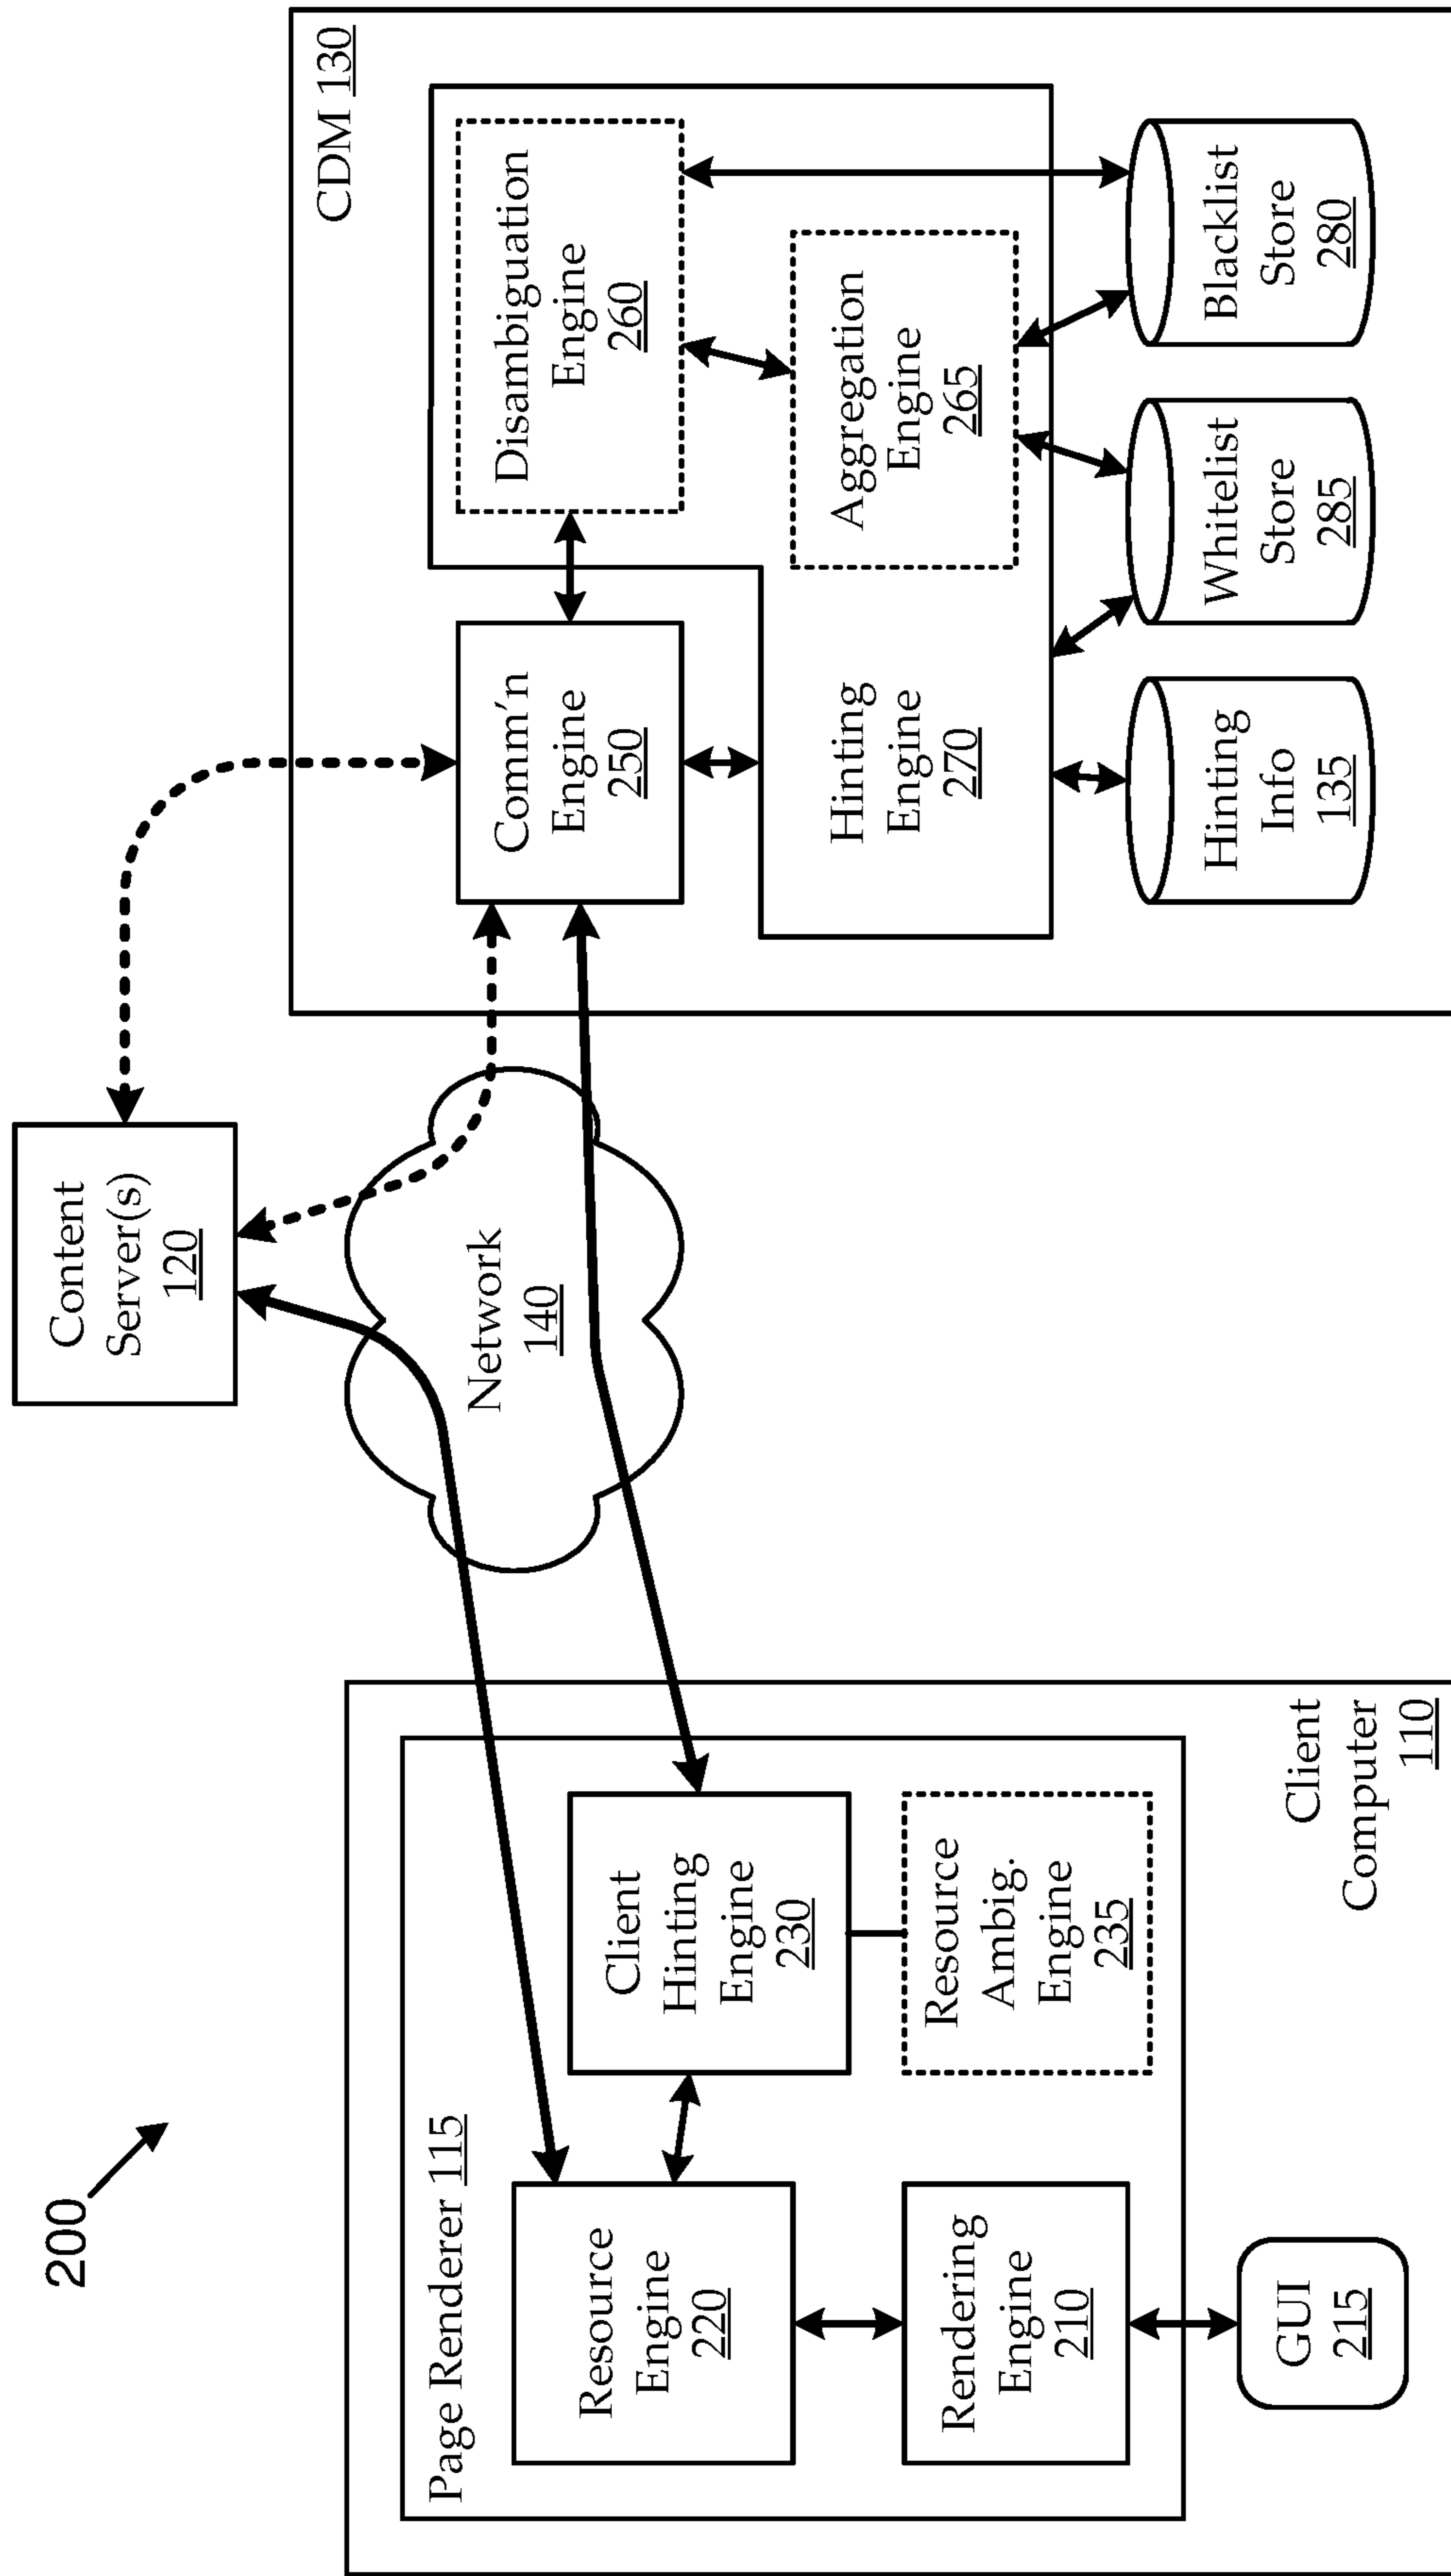 200
Content
Server(s)
120
Network
140
Client
Computer
110
Page Renderer 115
Resource
Engine
220
Client
Hinting
Engine
230
Rendering
Engine
210
Resource
Ambig.
Engine
235
GUI
215
CDM 130
Comm'n
Engine
250
Disambiguation
Engine
260
Hinting
Engine
270
Aggregation
Engine
265
Hinting
Info
135
Whitelist
Store
285
Blacklist
Store
280